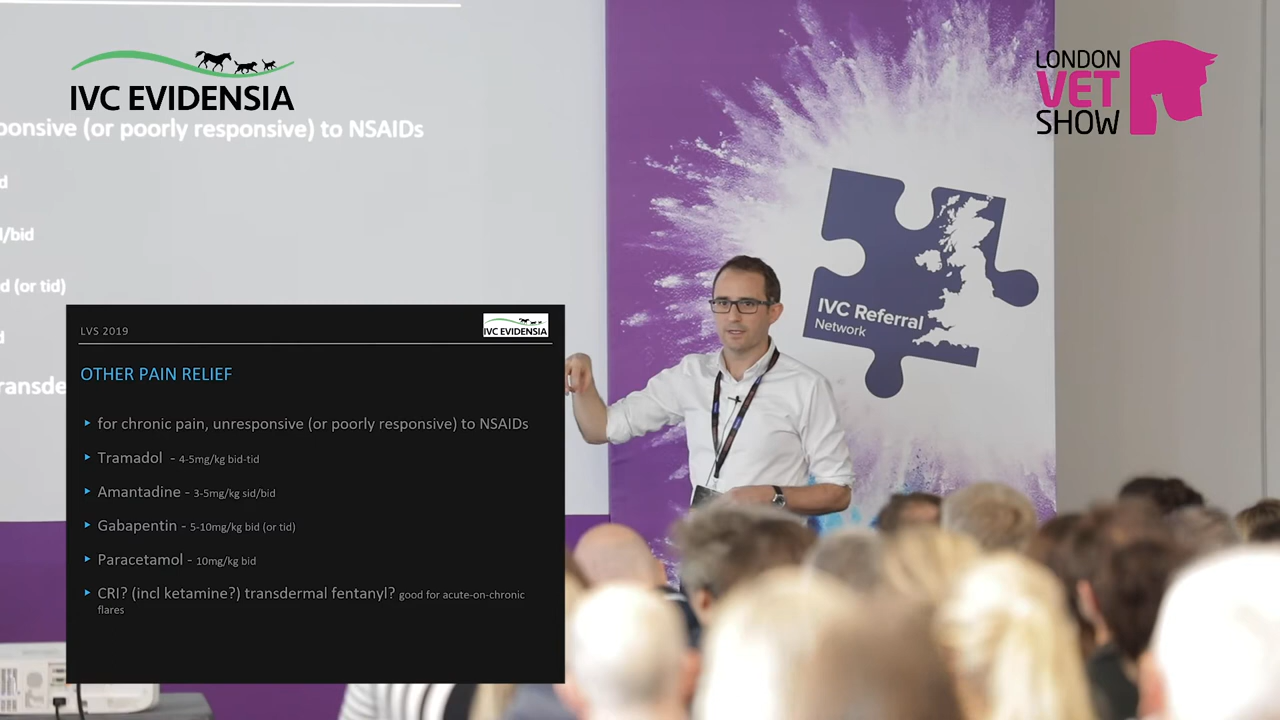 IVC EVIDENSIA
LONDON
VET
SHOW
(or poorly responsive) to NSAIDs
/bid
(or tid)
IVC Referral
Network
LVS 2019
IVC EVIDENSIA
OTHER PAIN RELIEF
for chronic pain, unresponsive (or poorly responsive) to NSAIDs
Tramadol - 4-5mg/kg bid-tid
Amantadine - 3-5mg/kg sid/bid
Gabapentin - 5-10mg/kg bid (or tid)
Paracetamol - 10mg/kg bid
CRI? (incl ketamine?) transdermal fentanyl? good for acute-on-chronic
flares